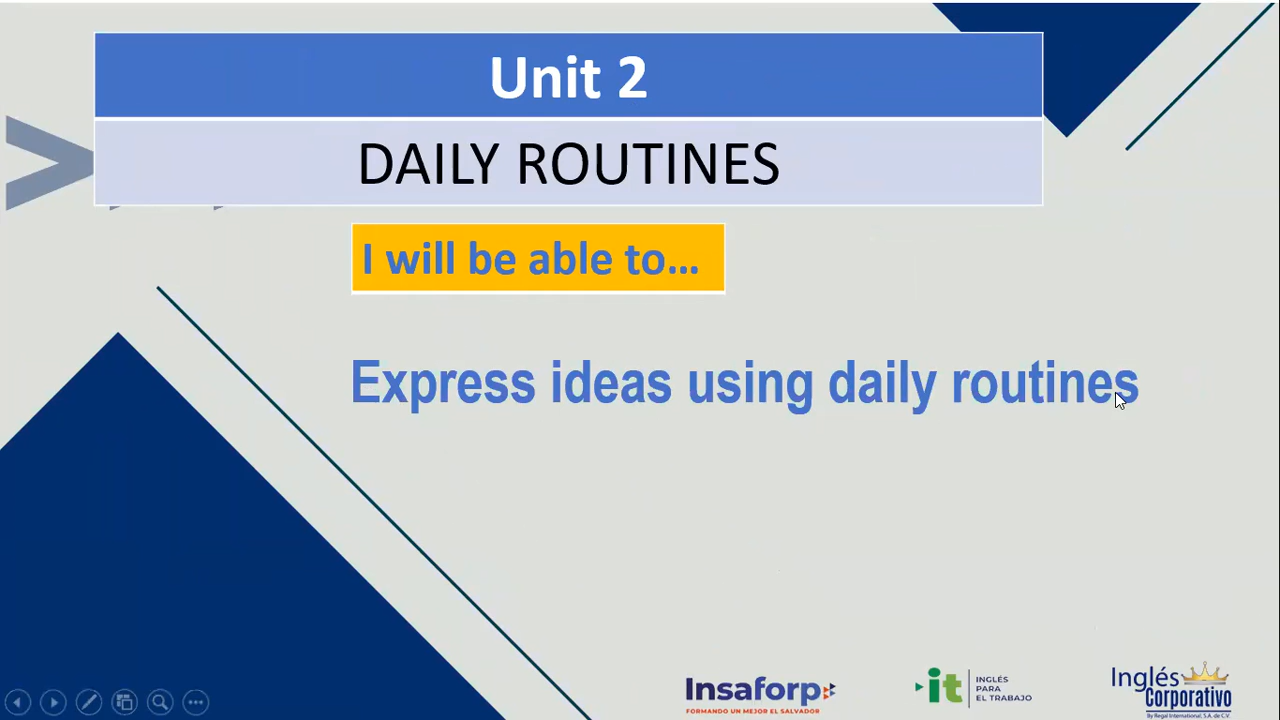 Unit 2
DAILY ROUTINES
I will be able to...
Express ideas using daily routines
Insaforp
FORMANDO UN MEJOR EL SALVADOR
it
INGLÉS
PARA
EL TRABAJO
Inglés
Corporativo
By Regal International, S.A. de C.V.